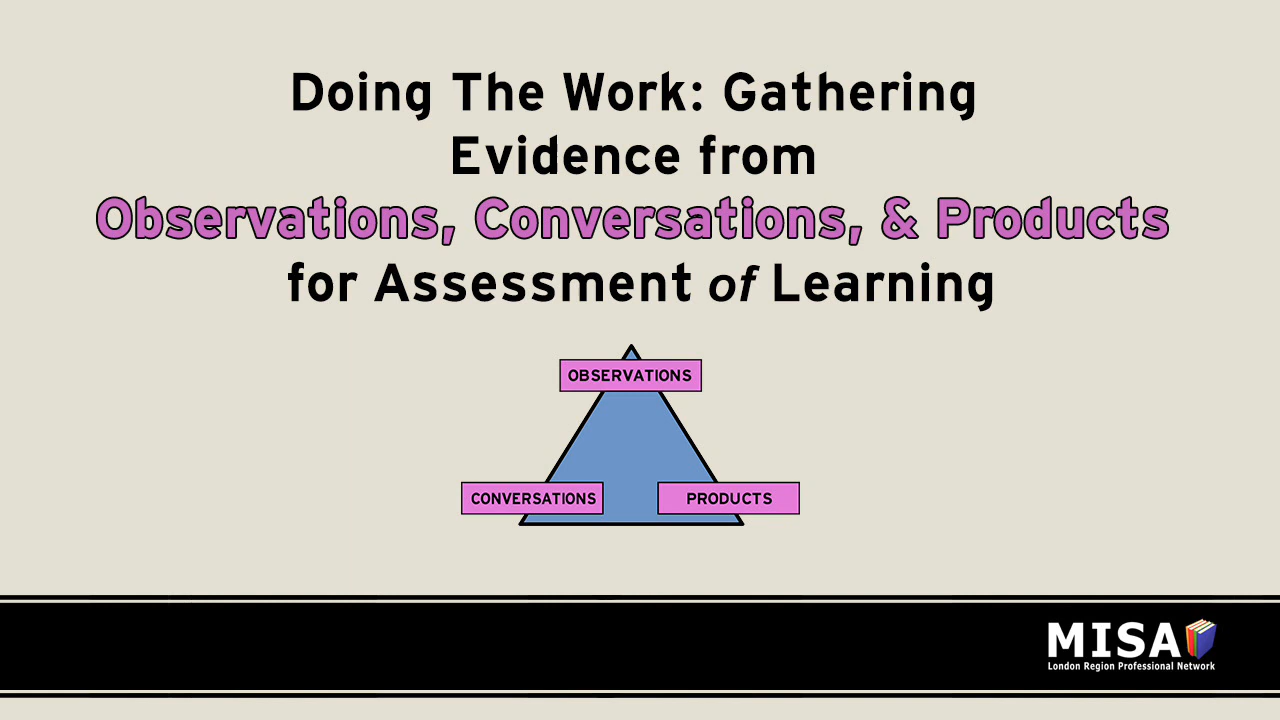 Doing The Work: Gathering
Evidence from
Observations, Conversations, & Products
for Assessment of Learning
OBSERVATIONS
CONVERSATIONS
PRODUCTS
MISA
London Region Professional Network